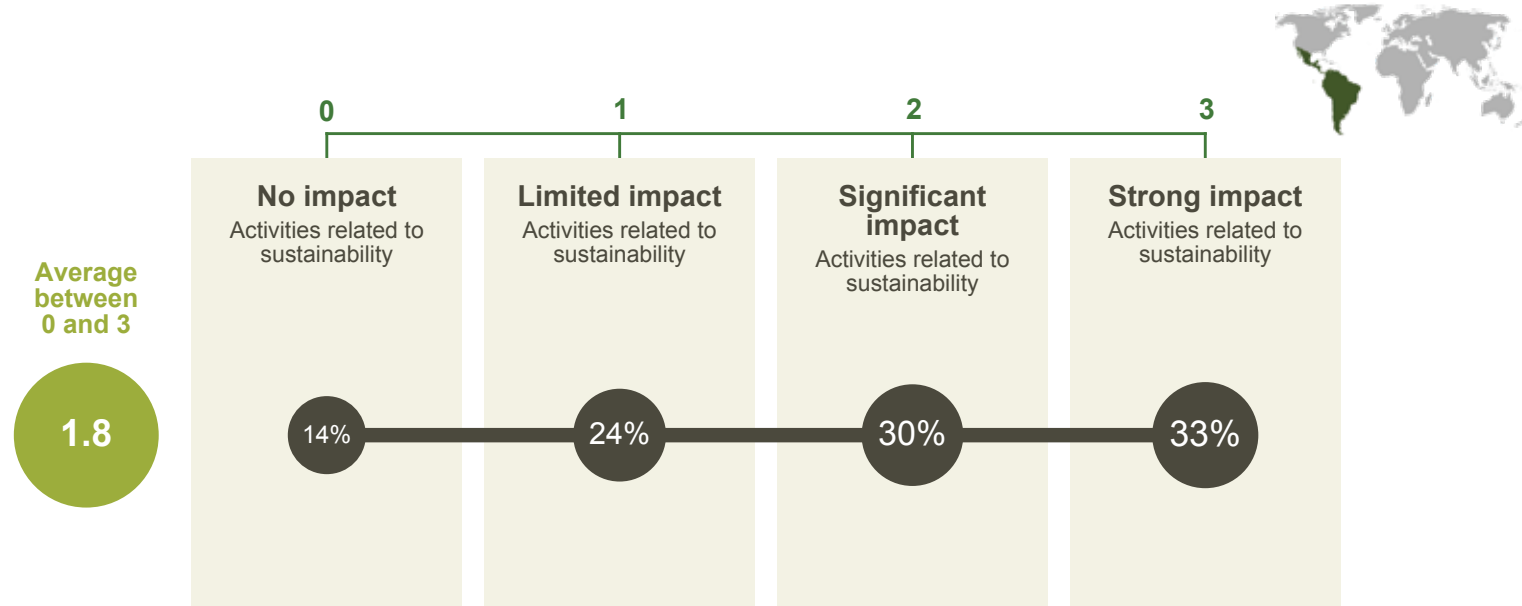 0
1
2
3
No impact
Activities related to
sustainability
Limited impact
Activities related to
sustainability
Significant
impact
Activities related to
sustainability
Strong impact
Activities related to
sustainability
Average
between
0 and 3
1.8
14%
24%
30%
33%